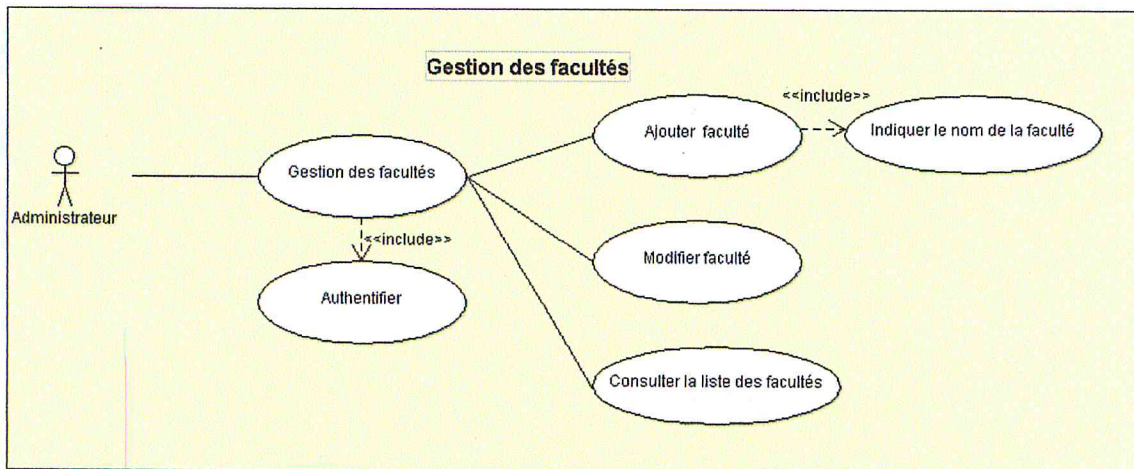 Gestion des facultés
<<include>>
Ajouter faculté
Indiquer le nom de la faculté
Gestion des facultés
Administrateur
<<include>>
Modifier faculté
Authentifier
Consulter la liste des facultés